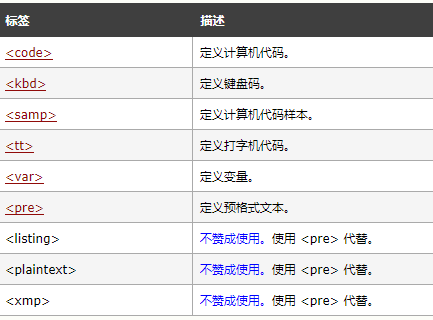 标签 描述
<code> 定义计算机代码。
<kbd> 定义键盘码。
<samp> 定义计算机代码样本。
<tt> 定义打字机代码。
<var> 定义变量。
<pre> 定义预格式文本。
<listing> 不赞成使用。使用 <pre> 代替。
<plaintext> 不赞成使用。使用 <pre> 代替。
<xmp> 不赞成使用。使用 <pre> 代替。